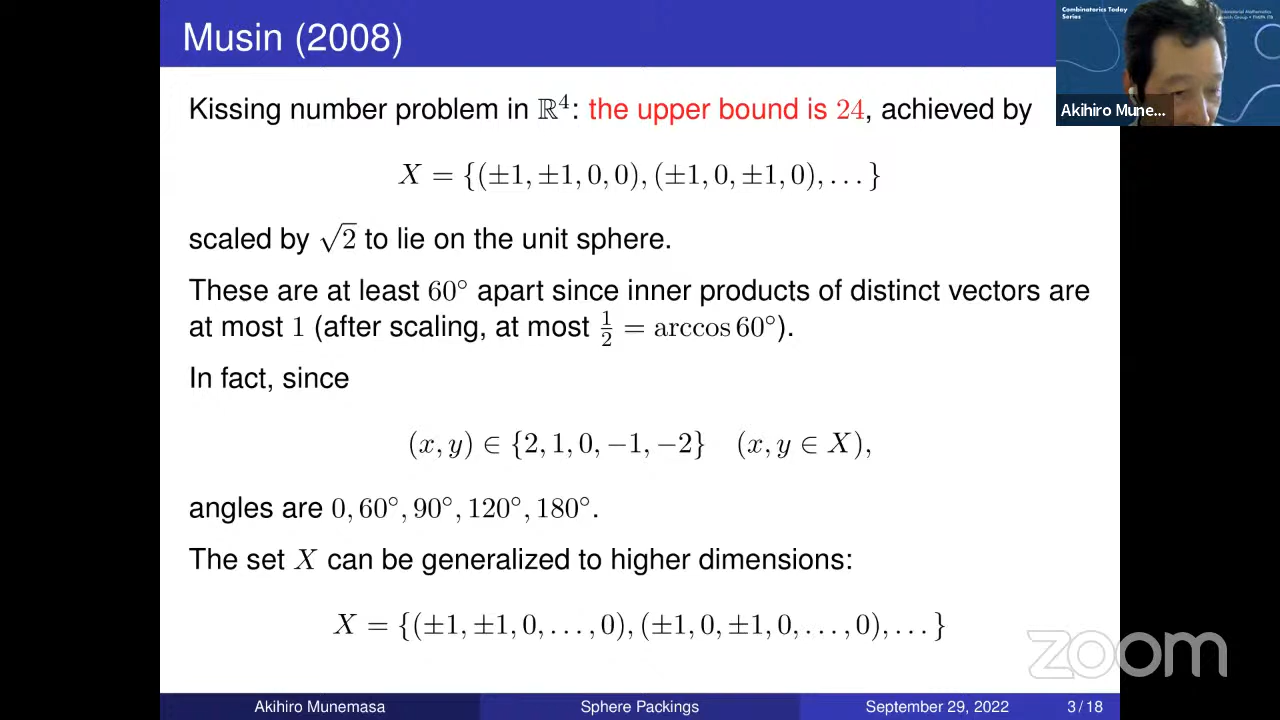 Musin (2008)
Combinatorics Today
Series
Akihiro Mune...
Kissing number problem in ℝ⁴: the upper bound is 24, achieved by
X = {(±1, ±1, 0, 0), (±1, 0, ±1, 0), . . . }
scaled by √2 to lie on the unit sphere.
These are at least 60° apart since inner products of distinct vectors are
at most 1 (after scaling, at most 1/2 = arccos 60°).
In fact, since
(x, y) ∈ {2, 1, 0, −1, −2} (x, y ∈ X),
angles are 0, 60°, 90°, 120°, 180°.
The set X can be generalized to higher dimensions:
X = {(±1, ±1, 0, . . . , 0), (±1, 0, ±1, 0, . . . , 0), . . . }
zoom
Akihiro Munemasa Sphere Packings September 29, 2022 3 / 18